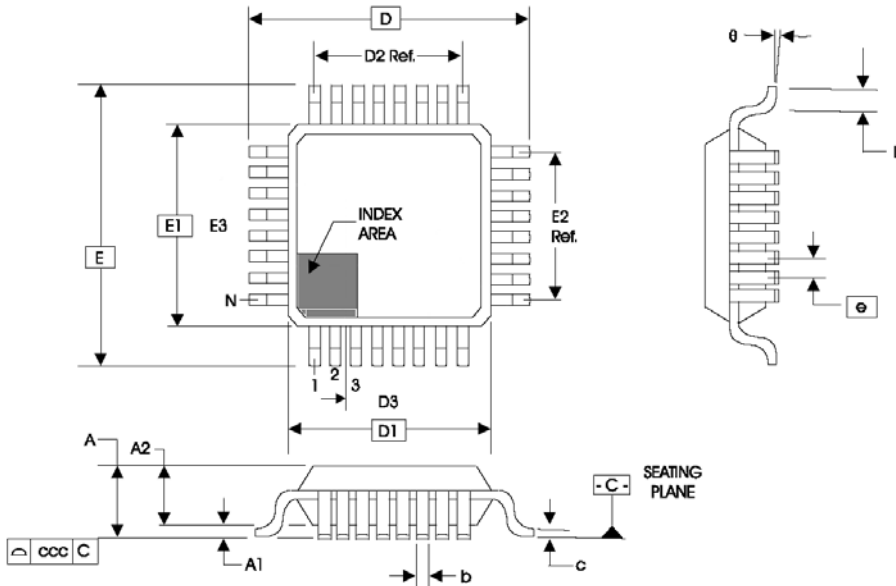 D
D2 Ref.
θ
E
E1
E3
INDEX
AREA
E2
Ref.
N
1
2
3
D3
D1
e
A
A2
SEATING
PLANE
- C -
ccc C
A1
b
c